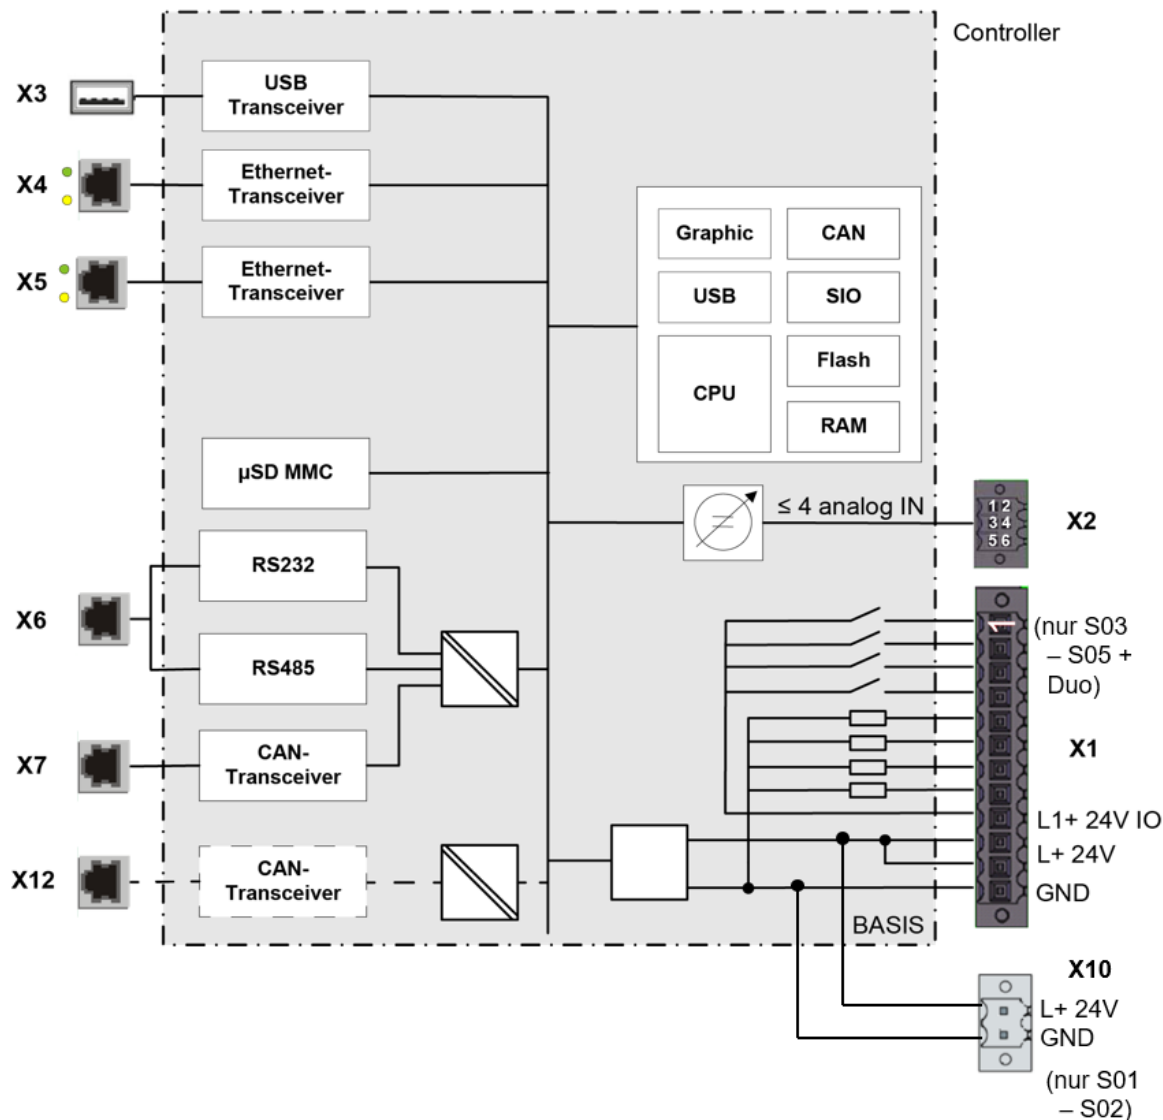 Controller
X3
USB
Transceiver
X4
Ethernet-
Transceiver
X5
Ethernet-
Transceiver
Graphic
CAN
USB
SIO
CPU
Flash
RAM
µSD MMC
≤ 4 analog IN
1 2
3 4
5 6
X2
X6
RS232
RS485
(nur S03
– S05 +
Duo)
1
X1
X7
CAN-
Transceiver
L1+ 24V IO
L+ 24V
GND
X12
CAN-
Transceiver
BASIS
X10
L+ 24V
GND
(nur S01
– S02)